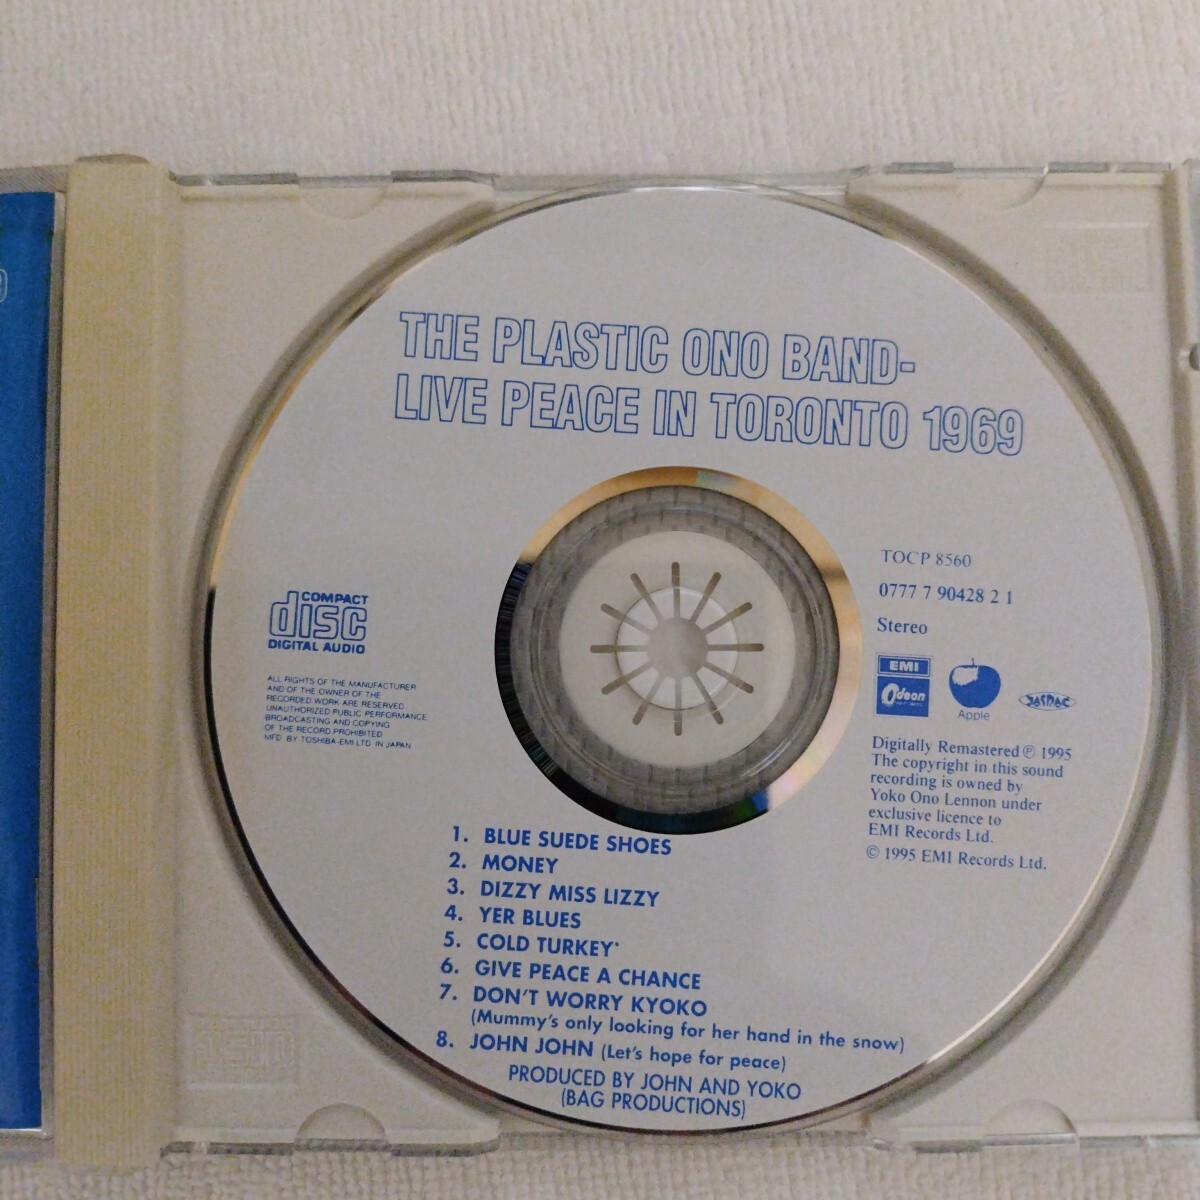 THE PLASTIC ONO BAND-
LIVE PEACE IN TORONTO 1969
TOCP 8560
0777 7 90428 2 1
Stereo
COMPACT
disc
DIGITAL AUDIO
EMI
Odeon
Apple
JASRAC
ALL RIGHTS OF THE MANUFACTURER
AND OF THE OWNER OF THE
RECORDED WORK ARE RESERVED
UNAUTHORIZED PUBLIC PERFORMANCE
BROADCASTING AND COPYING
OF THE RECORD PROHIBITED
MFD BY TOSHIBA-EMI LTD IN JAPAN
Digitally Remastered ℗ 1995
The copyright in this sound
recording is owned by
Yoko Ono Lennon under
exclusive licence to
EMI Records Ltd.
© 1995 EMI Records Ltd.
1. BLUE SUEDE SHOES
2. MONEY
3. DIZZY MISS LIZZY
4. YER BLUES
5. COLD TURKEY*
6. GIVE PEACE A CHANCE
7. DON'T WORRY KYOKO
(Mummy's only looking for her hand in the snow)
8. JOHN JOHN (Let's hope for peace)
PRODUCED BY JOHN AND YOKO
(BAG PRODUCTIONS)